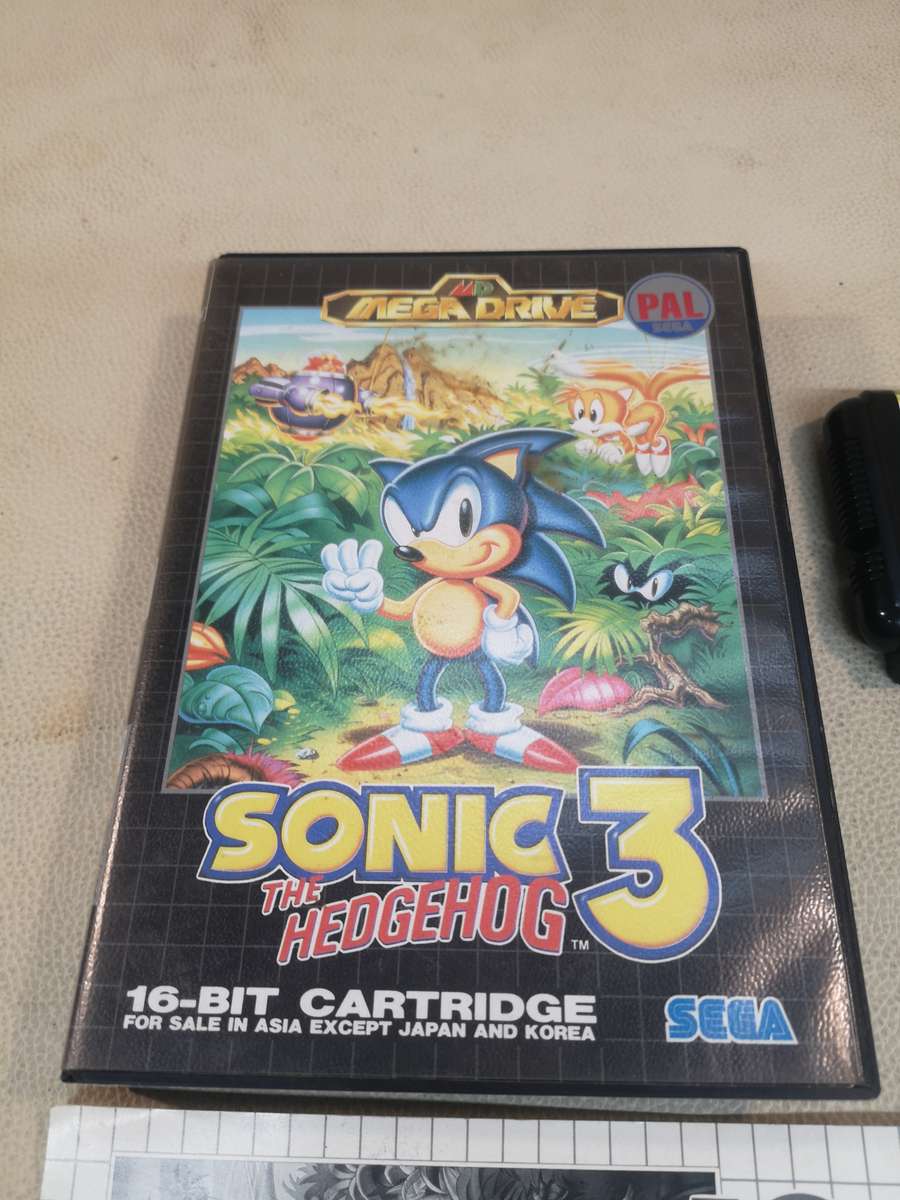 MD
MEGA DRIVE
PAL
SEGA
SONIC
THE
HEDGEHOG
3
TM
16-BIT CARTRIDGE
FOR SALE IN ASIA EXCEPT JAPAN AND KOREA
SEGA